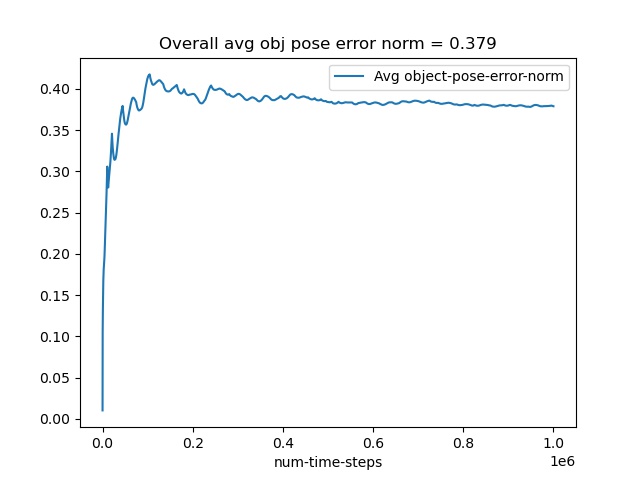 Overall avg obj pose error norm = 0.379
Avg object-pose-error-norm
0.40
0.35
0.30
0.25
0.20
0.15
0.10
0.05
0.00
0.0 0.2 0.4 0.6 0.8 1.0
1e6
num-time-steps